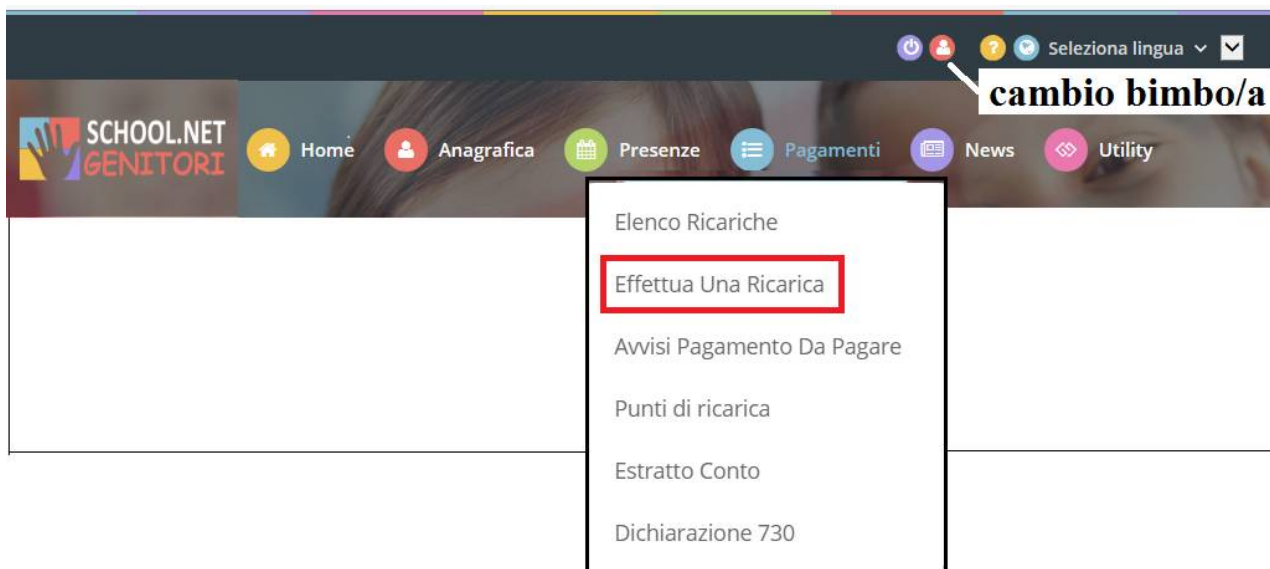 Seleziona lingua
cambio bimbo/a
SCHOOL.NET
GENITORI
Home
Anagrafica
Presenze
Pagamenti
News
Utility
Elenco Ricariche
Effettua Una Ricarica
Avvisi Pagamento Da Pagare
Punti di ricarica
Estratto Conto
Dichiarazione 730